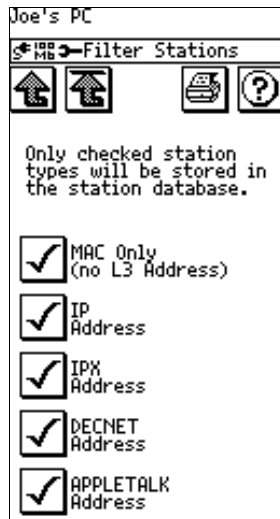 Joe's PC
Filter Stations
Only checked station
types will be stored in
the station database.
MAC Only
(no L3 Address)
IP
Address
IPX
Address
DECNET
Address
APPLETALK
Address